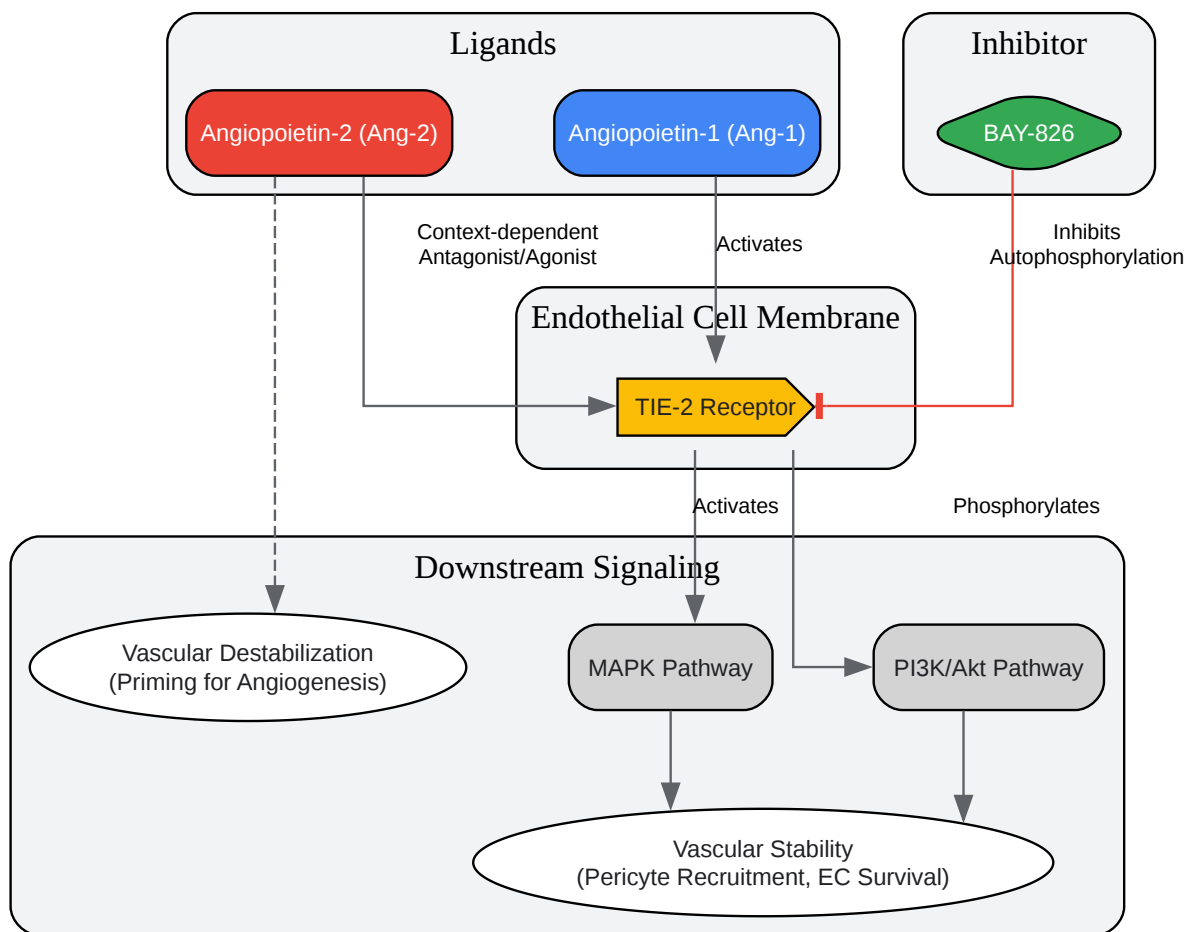 Ligands
Inhibitor
Angiopoietin-2 (Ang-2)
Angiopoietin-1 (Ang-1)
BAY-826
Context-dependent
Antagonist/Agonist
Activates
Inhibits
Autophosphorylation
Endothelial Cell Membrane
TIE-2 Receptor
Activates
Phosphorylates
Downstream Signaling
Vascular Destabilization
(Priming for Angiogenesis)
MAPK Pathway
PI3K/Akt Pathway
Vascular Stability
(Pericyte Recruitment, EC Survival)